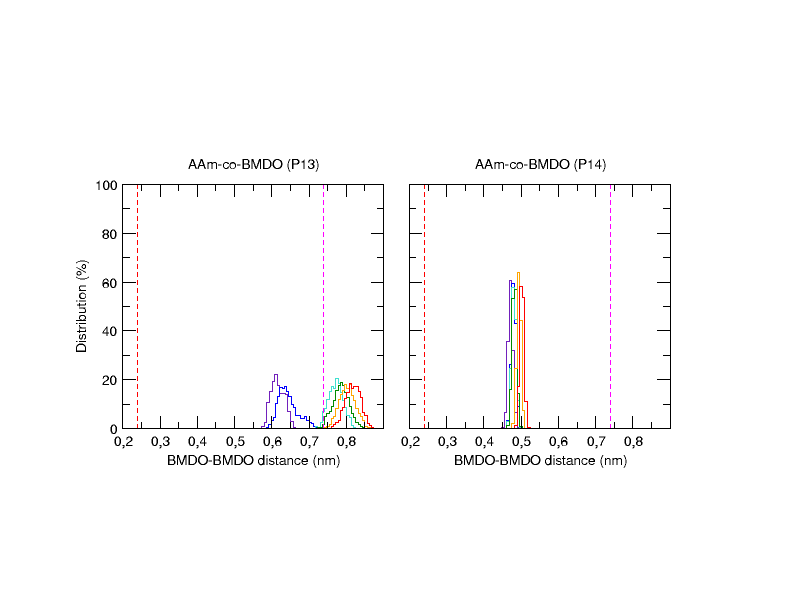 AAm-co-BMDO (P13)
AAm-co-BMDO (P14)
Distribution (%)
100
80
60
40
20
0
0,2 0,3 0,4 0,5 0,6 0,7 0,8
0,2 0,3 0,4 0,5 0,6 0,7 0,8
BMDO-BMDO distance (nm)
BMDO-BMDO distance (nm)